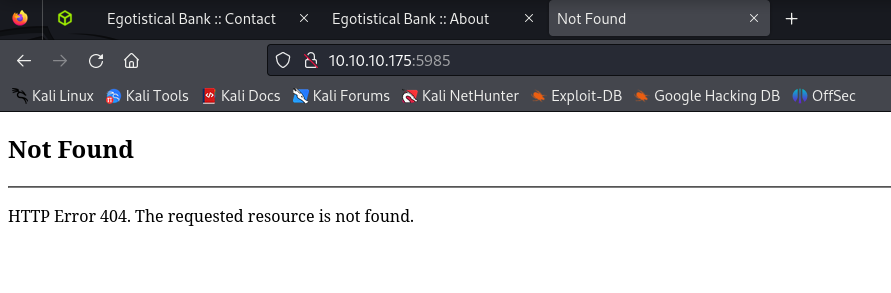 Egotistical Bank :: Contact
Egotistical Bank :: About
Not Found
10.10.10.175:5985
Kali Linux Kali Tools Kali Docs Kali Forums Kali NetHunter Exploit-DB Google Hacking DB OffSec
Not Found
HTTP Error 404. The requested resource is not found.